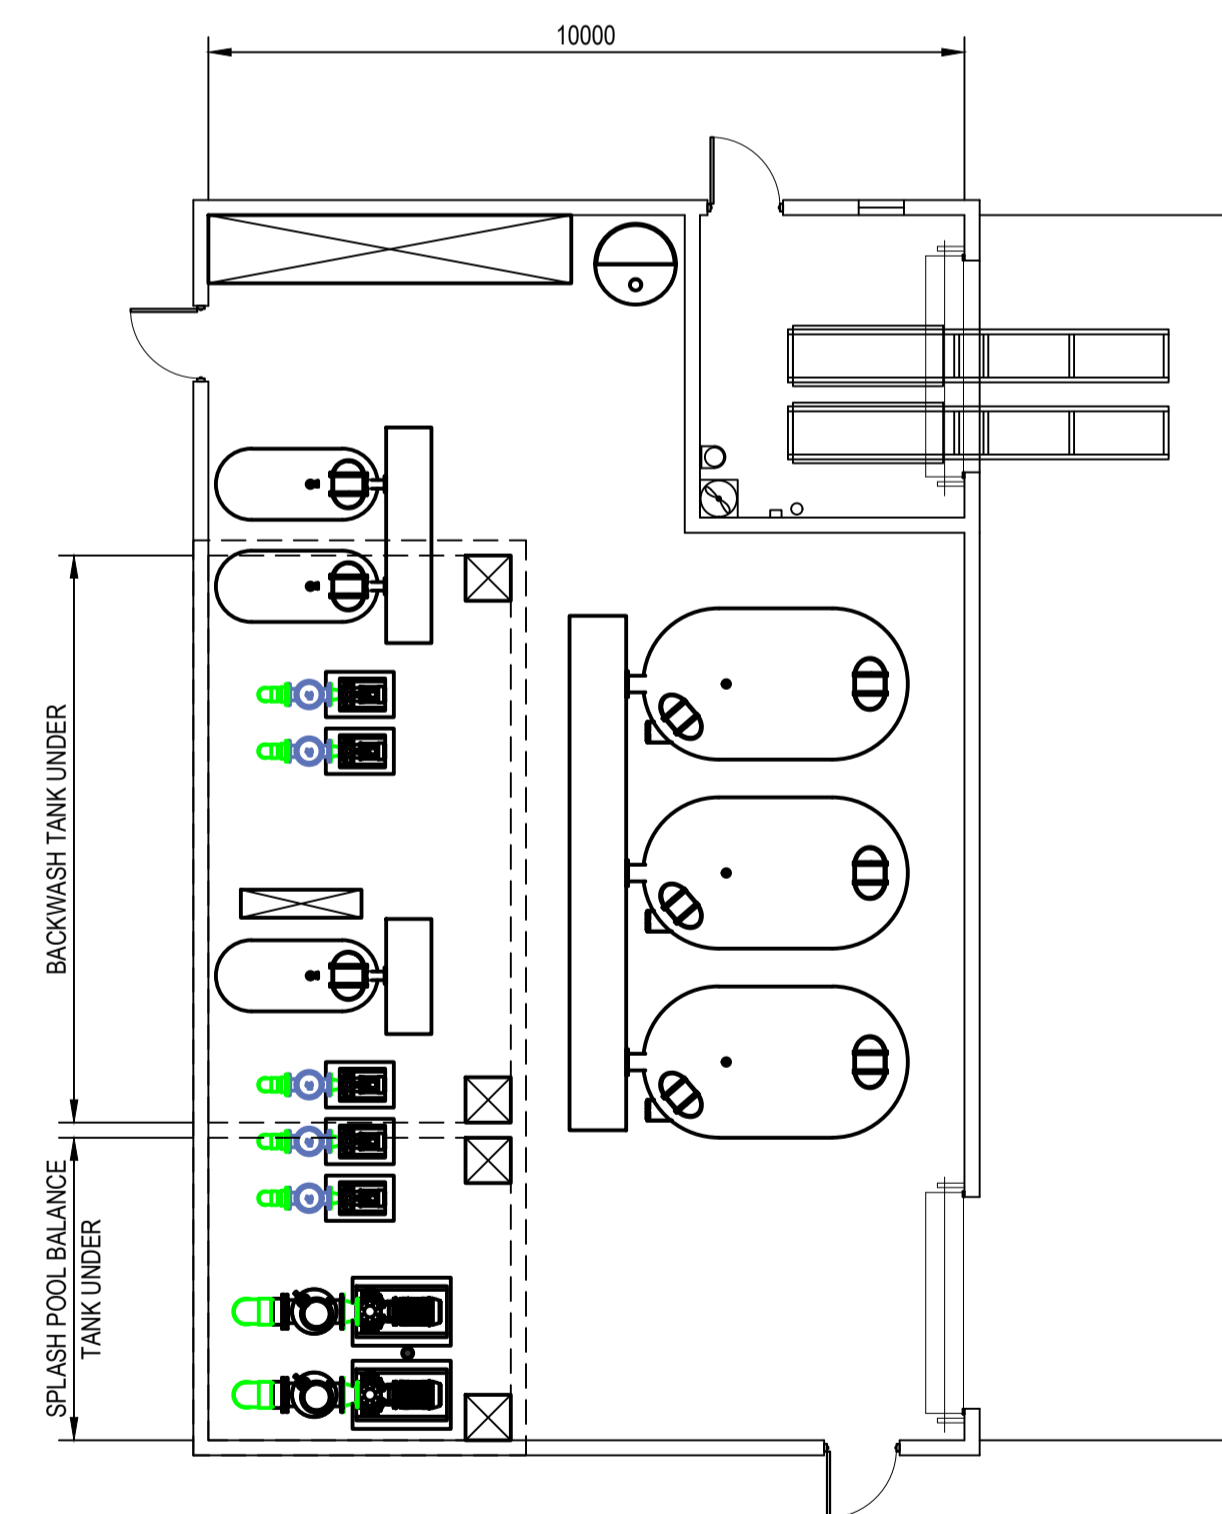 10000
BACKWASH TANK UNDER
SPLASH POOL BALANCE
TANK UNDER